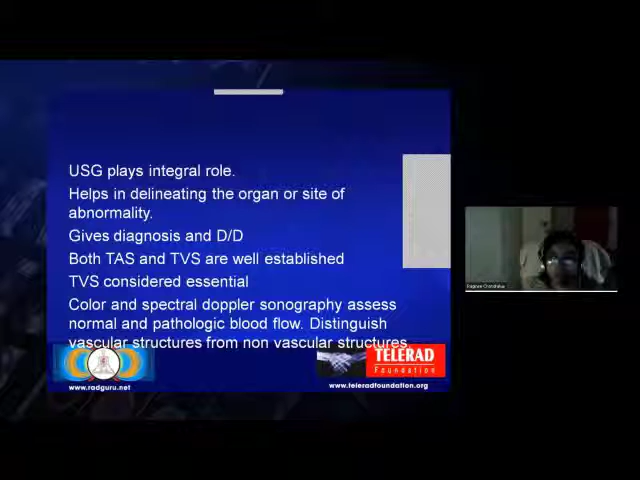 USG plays integral role.
Helps in delineating the organ or site of
abnormality.
Gives diagnosis and D/D
Both TAS and TVS are well established
TVS considered essential
Color and spectral doppler sonography assess
normal and pathologic blood flow. Distinguish
vascular structures from non vascular structures.
TELERAD
Foundation
www.radguru.net
www.teleradfoundation.org